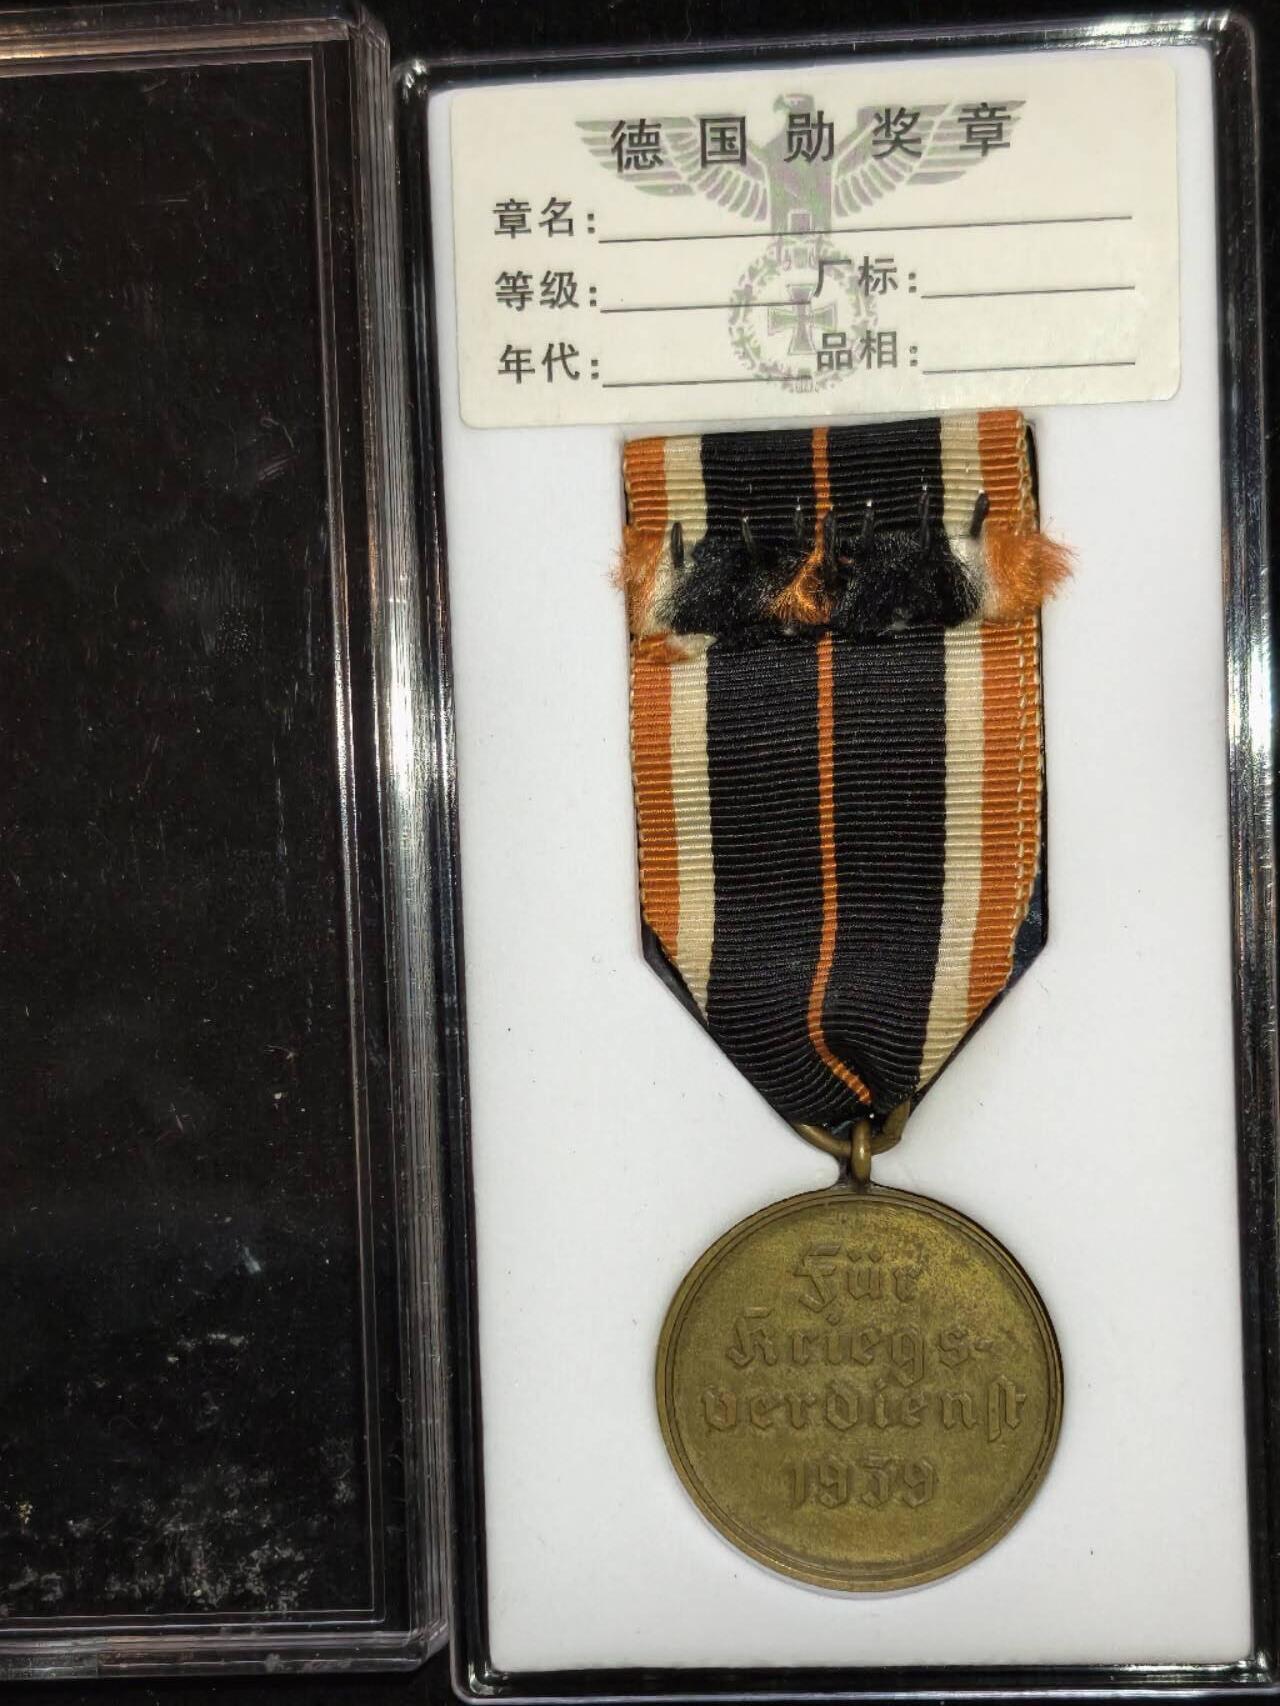 德国勋奖章
章名:
等级: 厂标:
年代: 品相:
Für
Kriegs-
verdienst
1939